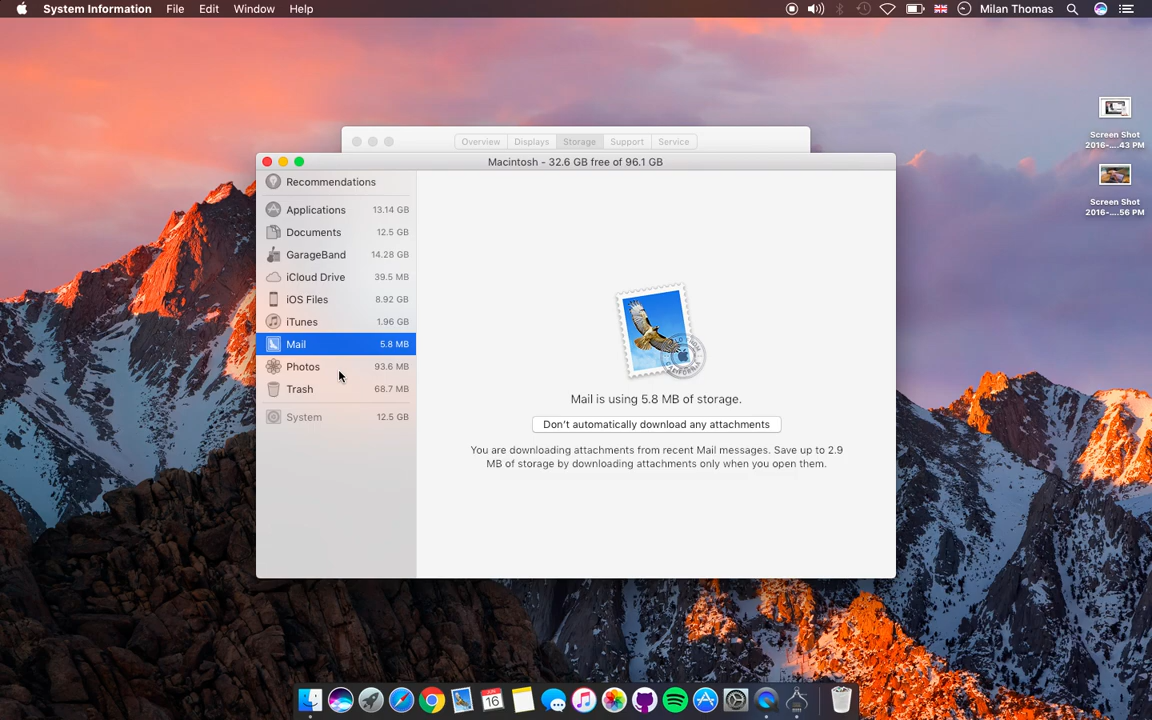 System Information File Edit Window Help Milan Thomas
Screen Shot
2016-....43 PM
Screen Shot
2016-....56 PM
Overview Displays Storage Support Service
Macintosh - 32.6 GB free of 96.1 GB
Recommendations
Applications 13.14 GB
Documents 12.5 GB
GarageBand 14.28 GB
iCloud Drive 39.5 MB
iOS Files 8.92 GB
iTunes 1.96 GB
Mail 5.8 MB
Photos 93.6 MB
Trash 68.7 MB
System 12.5 GB
Mail is using 5.8 MB of storage.
Don't automatically download any attachments
You are downloading attachments from recent Mail messages. Save up to 2.9
MB of storage by downloading attachments only when you open them.
16